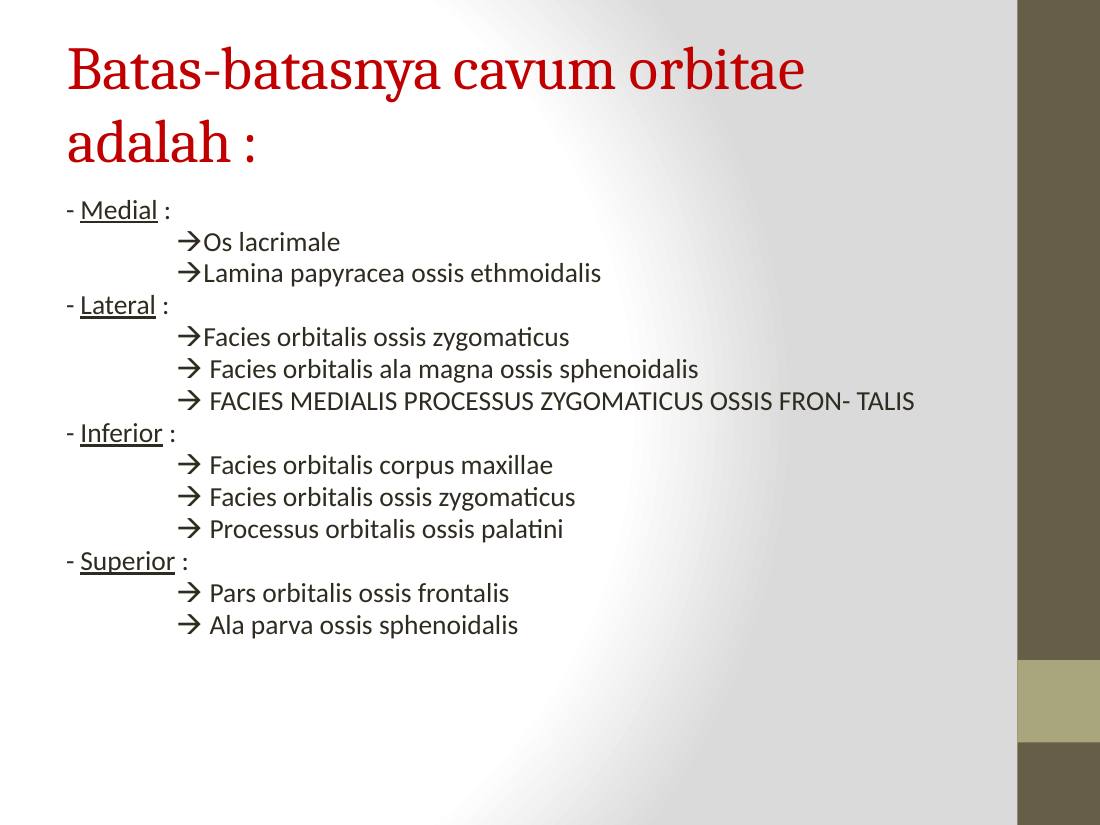 Batas-batasnya cavum orbitae
adalah :
- Medial :
→Os lacrimale
→Lamina papyracea ossis ethmoidalis
- Lateral :
→Facies orbitalis ossis zygomaticus
→ Facies orbitalis ala magna ossis sphenoidalis
→ FACIES MEDIALIS PROCESSUS ZYGOMATICUS OSSIS FRON- TALIS
- Inferior :
→ Facies orbitalis corpus maxillae
→ Facies orbitalis ossis zygomaticus
→ Processus orbitalis ossis palatini
- Superior :
→ Pars orbitalis ossis frontalis
→ Ala parva ossis sphenoidalis